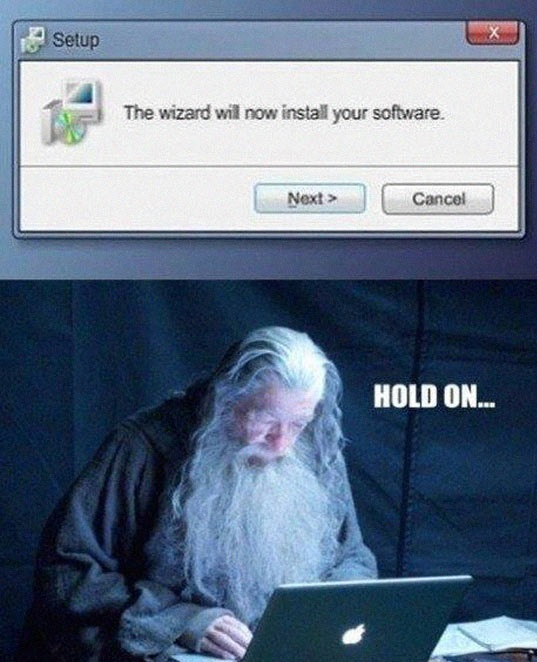 Setup
X
The wizard will now install your software.
Next >
Cancel
HOLD ON...